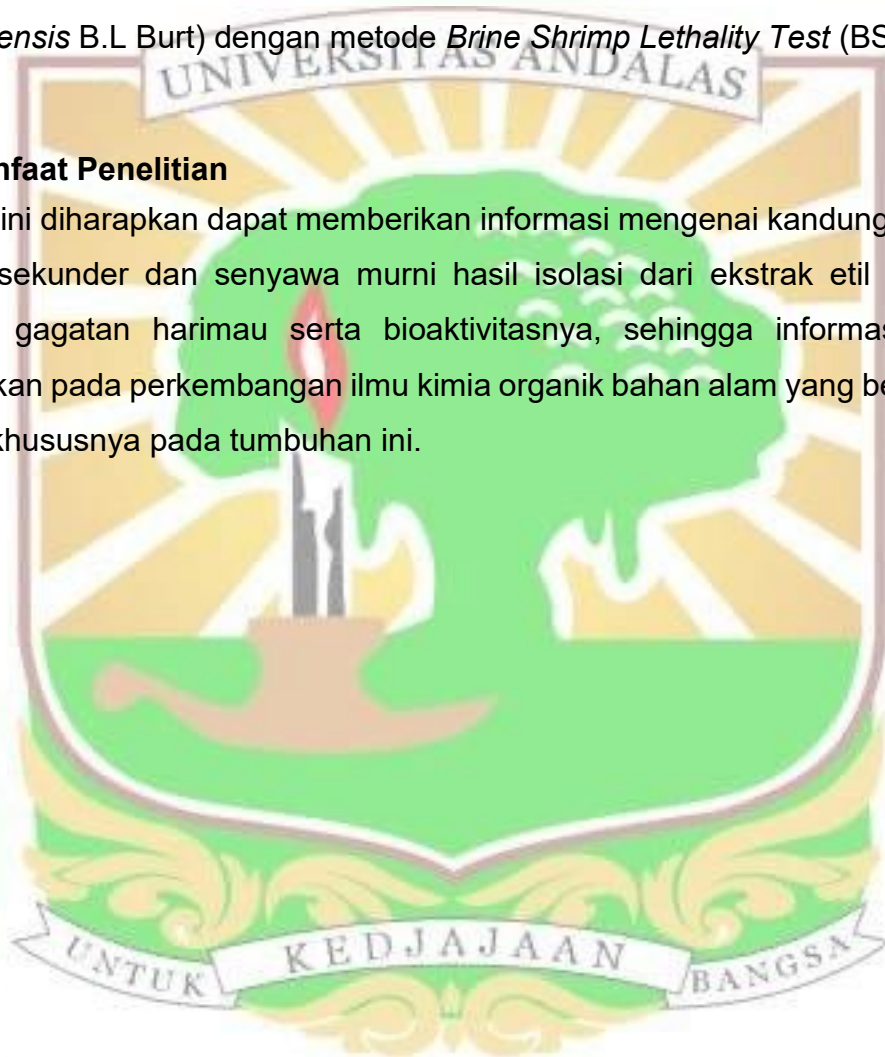 ensis B.L Burt) dengan metode Brine Shrimp Lethality Test (BS
UNIVERSITAS ANDALAS
nfaat Penelitian
ini diharapkan dapat memberikan informasi mengenai kandung
sekunder dan senyawa murni hasil isolasi dari ekstrak etil
gagatan harimau serta bioaktivitasnya, sehingga informas
kan pada perkembangan ilmu kimia organik bahan alam yang be
khususnya pada tumbuhan ini.
UNTUK KEDJAJAAN BANGSA